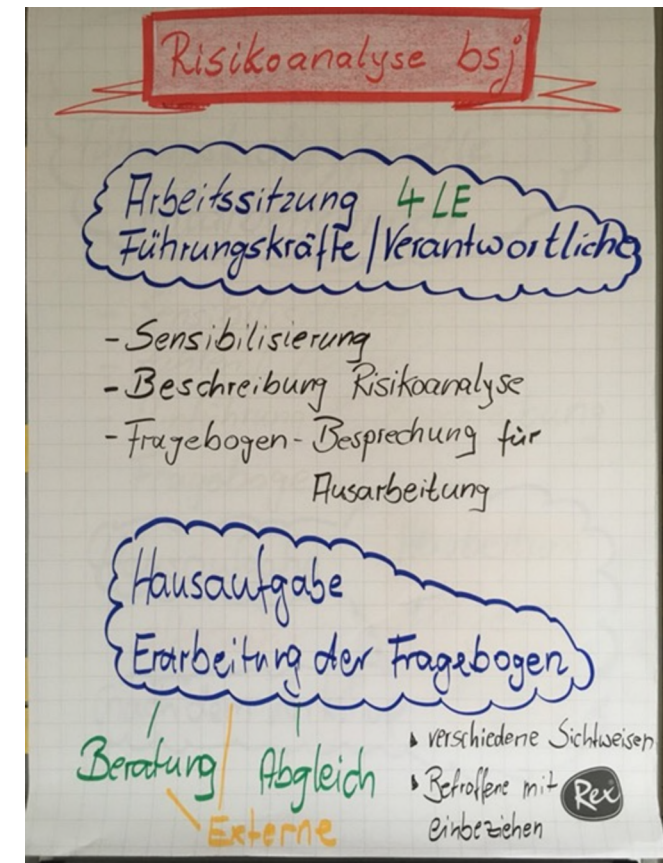 Risikoanalyse bsj
Arbeitssitzung 4 LE
Führungskräfte/Verantwortliche
- Sensibilisierung
- Beschreibung Risikoanalyse
- Fragebogen-Besprechung für
Ausarbeitung
Hausaufgabe
Erarbeitung der Fragebogen
Beratung Abgleich
Externe
verschiedene Sichtweisen
Betroffene mit
einbeziehen
Rex